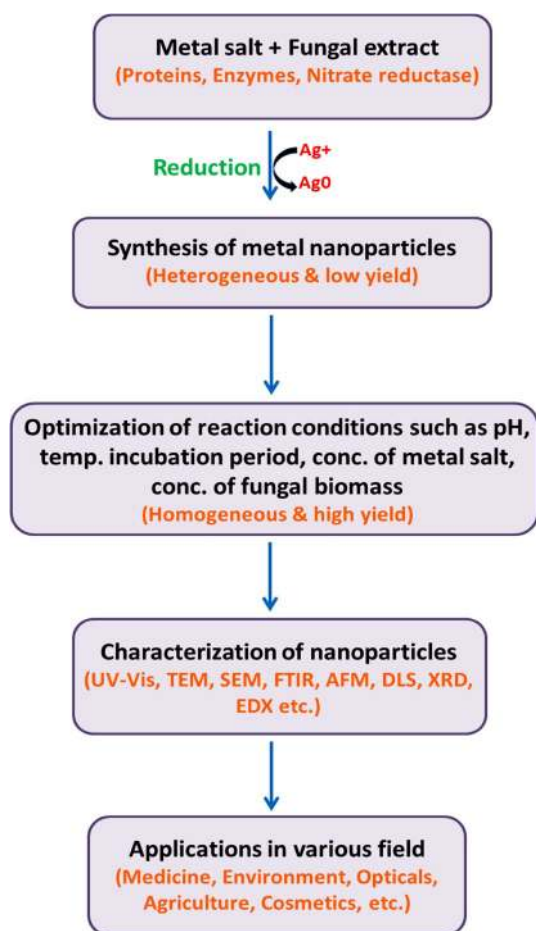 Metal salt + Fungal extract
(Proteins, Enzymes, Nitrate reductase)
Reduction
Ag+
Ag0
Synthesis of metal nanoparticles
(Heterogeneous & low yield)
Optimization of reaction conditions such as pH,
temp. incubation period, conc. of metal salt,
conc. of fungal biomass
(Homogeneous & high yield)
Characterization of nanoparticles
(UV-Vis, TEM, SEM, FTIR, AFM, DLS, XRD,
EDX etc.)
Applications in various field
(Medicine, Environment, Opticals,
Agriculture, Cosmetics, etc.)